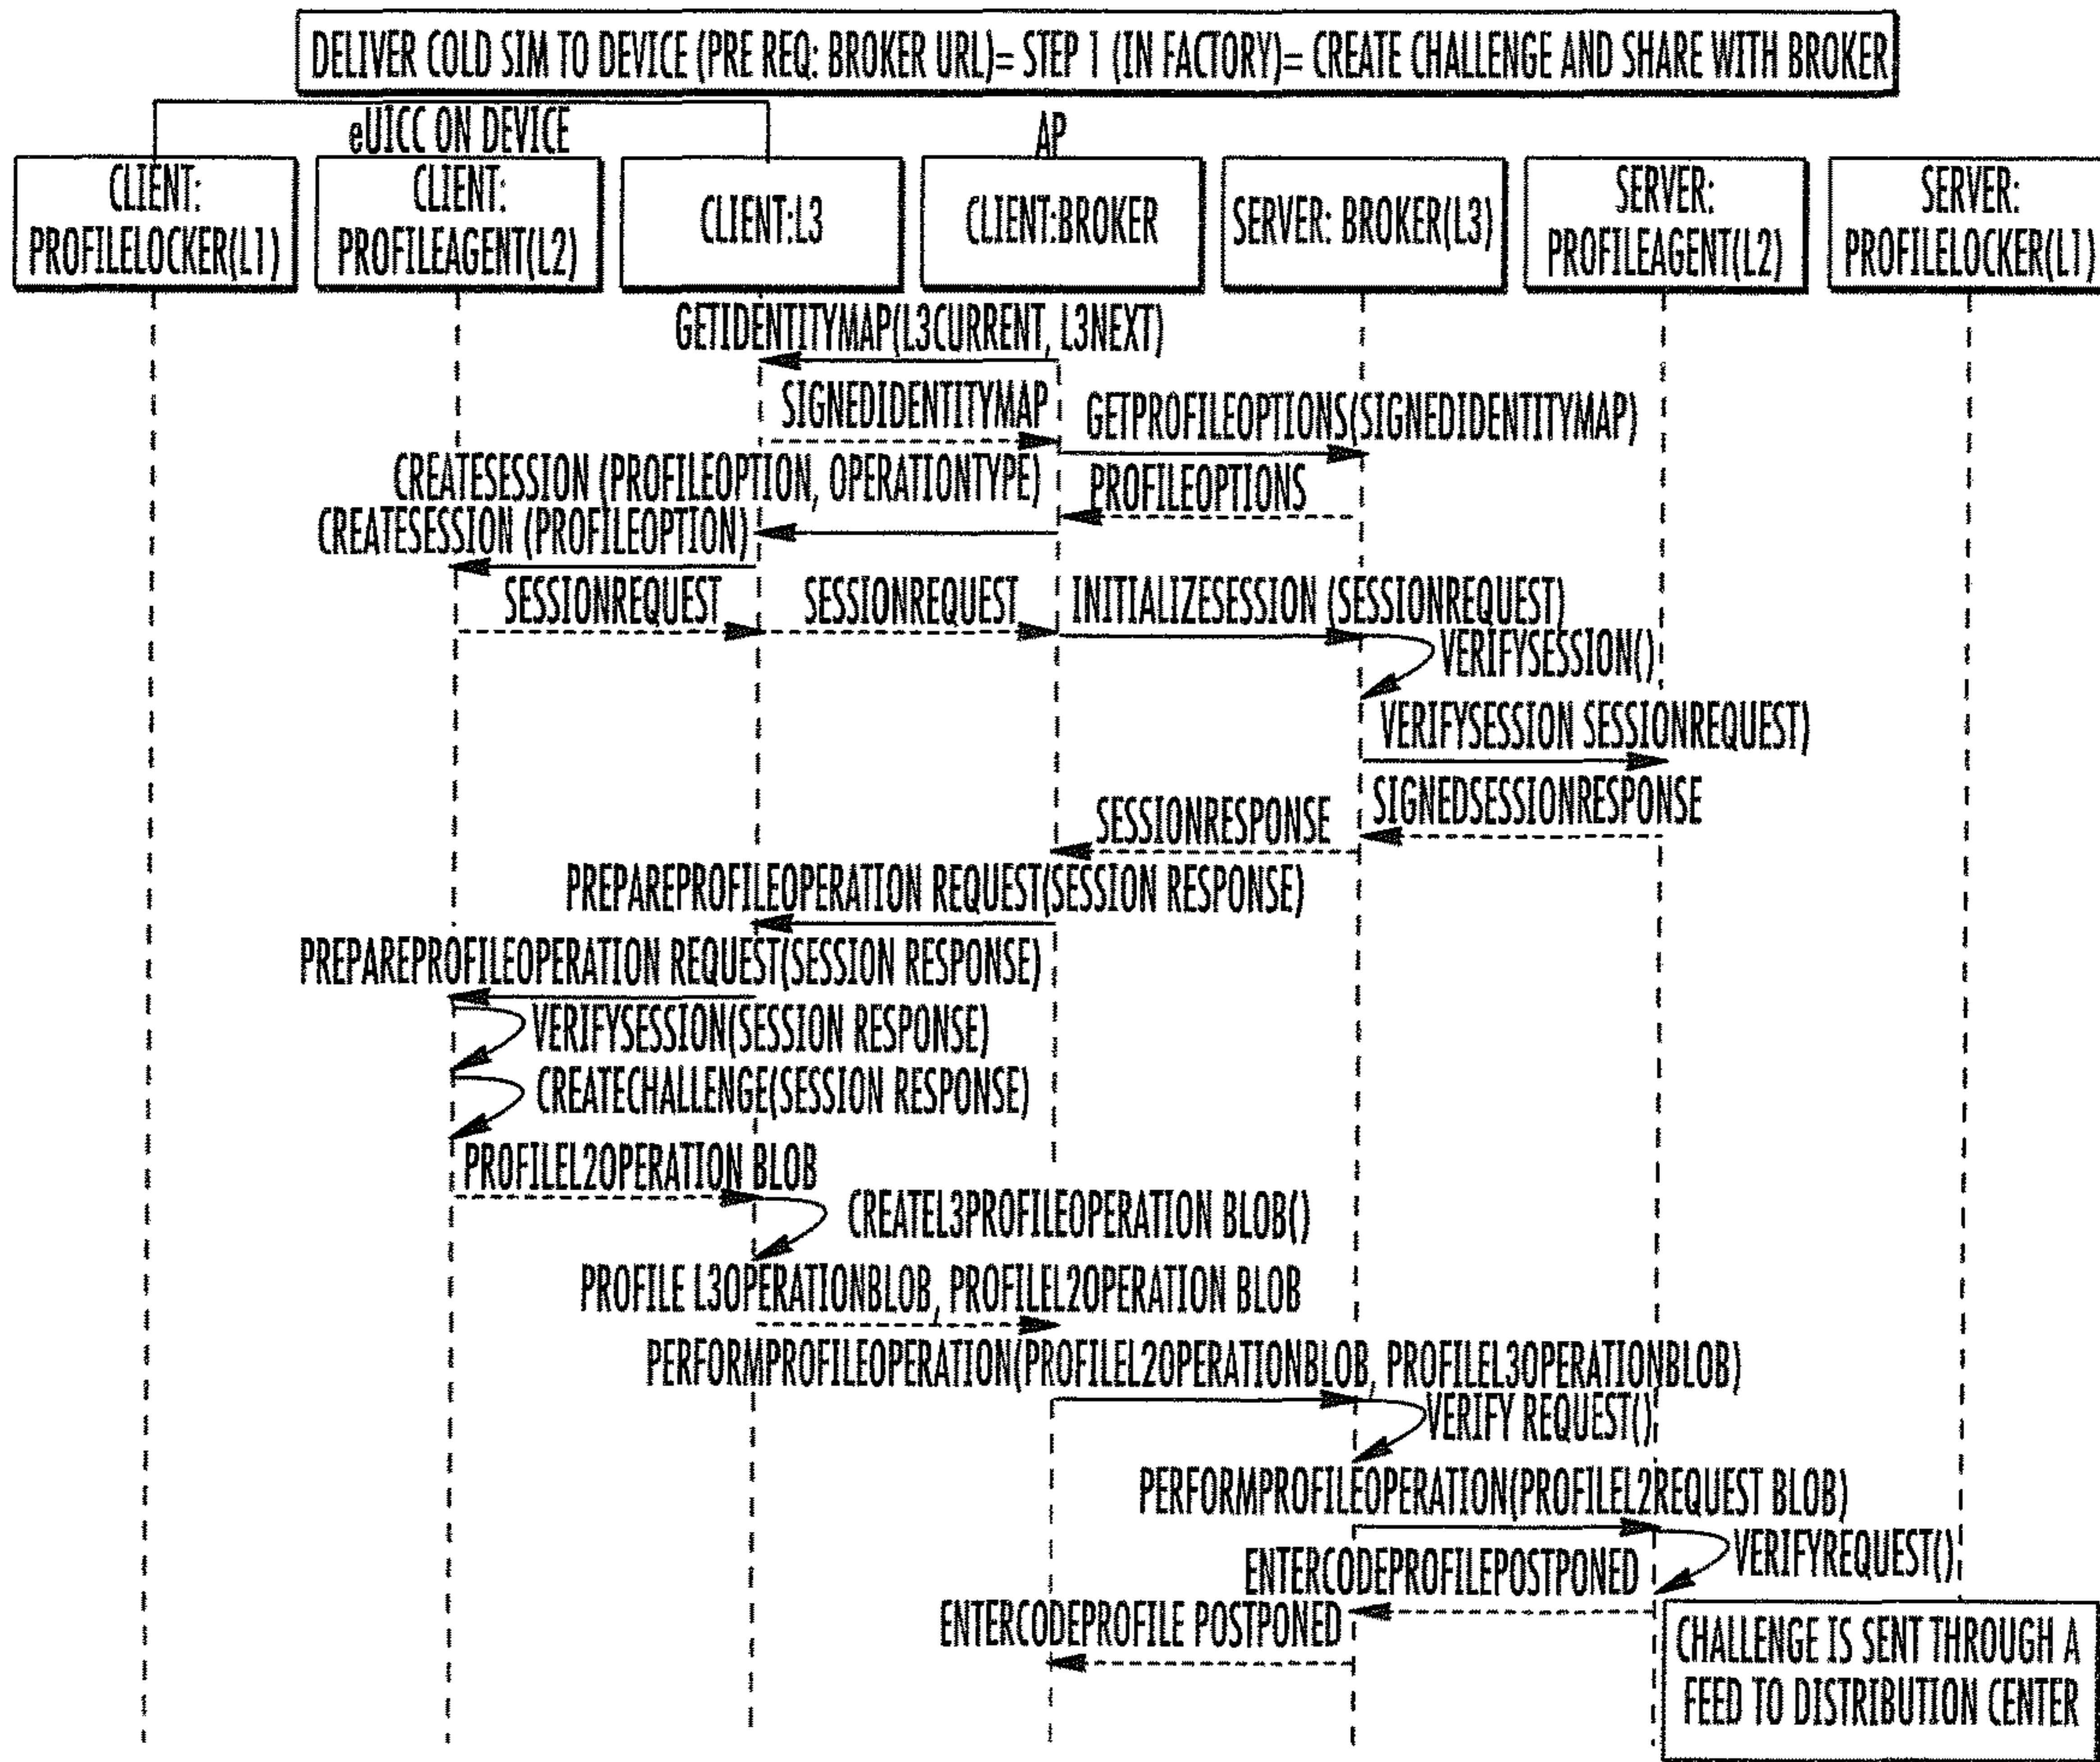 DELIVER COLD SIM TO DEVICE (PRE REQ: BROKER URL)= STEP 1 (IN FACTORY)= CREATE CHALLENGE AND SHARE WITH BROKER
eUICC ON DEVICE
AP
CLIENT:
PROFILELOCKER(L1)
CLIENT:
PROFILEAGENT(L2)
CLIENT:L3
CLIENT:BROKER
SERVER: BROKER(L3)
SERVER:
PROFILEAGENT(L2)
SERVER:
PROFILELOCKER(L1)
GETIDENTITYMAP(L3CURRENT, L3NEXT)
SIGNEDIDENTITYMAP
GETPROFILEOPTIONS(SIGNEDIDENTITYMAP)
CREATESESSION (PROFILEOPTION, OPERATIONTYPE)
PROFILEOPTIONS
CREATESESSION (PROFILEOPTION)
SESSIONREQUEST
SESSIONREQUEST
INITIALIZESESSION (SESSIONREQUEST)
VERIFYSESSION()
VERIFYSESSION SESSIONREQUEST)
SIGNEDSESSIONRESPONSE
SESSIONRESPONSE
PREPAREPROFILEOPERATION REQUEST(SESSION RESPONSE)
PREPAREPROFILEOPERATION REQUEST(SESSION RESPONSE)
VERIFYSESSION(SESSION RESPONSE)
CREATECHALLENGE(SESSION RESPONSE)
PROFILEL2OPERATION BLOB
CREATEL3PROFILEOPERATION BLOB()
PROFILE L3OPERATIONBLOB, PROFILEL2OPERATION BLOB
PERFORMPROFILEOPERATION(PROFILEL2OPERATIONBLOB, PROFILEL3OPERATIONBLOB)
VERIFY REQUEST()
PERFORMPROFILEOPERATION(PROFILEL2REQUEST BLOB)
VERIFYREQUEST()
ENTERCODEPROFILEPOSTPONED
ENTERCODEPROFILE POSTPONED
CHALLENGE IS SENT THROUGH A
FEED TO DISTRIBUTION CENTER